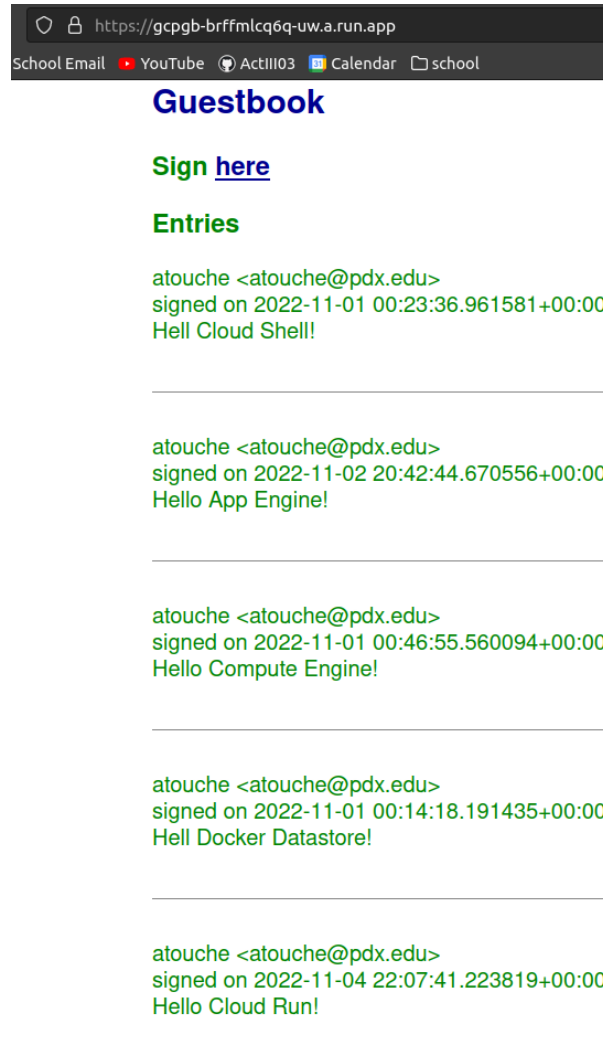 https://gcpgb-brffmlcq6q-uw.a.run.app
School Email YouTube ActIII03 31 Calendar school
Guestbook
Sign here
Entries
atouche <atouche@pdx.edu>
signed on 2022-11-01 00:23:36.961581+00:00
Hell Cloud Shell!
atouche <atouche@pdx.edu>
signed on 2022-11-02 20:42:44.670556+00:00
Hello App Engine!
atouche <atouche@pdx.edu>
signed on 2022-11-01 00:46:55.560094+00:00
Hello Compute Engine!
atouche <atouche@pdx.edu>
signed on 2022-11-01 00:14:18.191435+00:00
Hell Docker Datastore!
atouche <atouche@pdx.edu>
signed on 2022-11-04 22:07:41.223819+00:00
Hello Cloud Run!